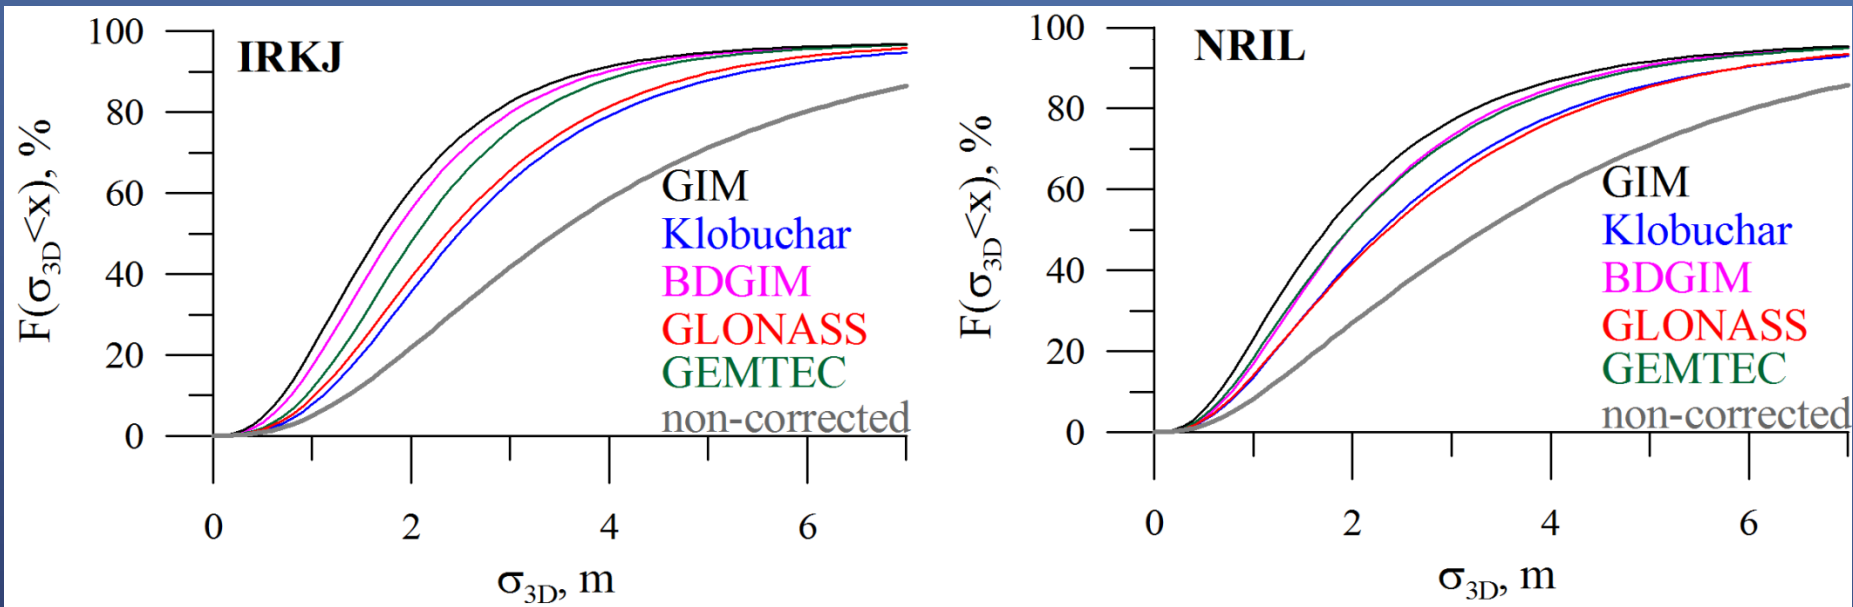 IRKJ
F(σ3D<x), %
100
80
60
40
20
0
GIM
Klobuchar
BDGIM
GLONASS
GEMTEC
non-corrected
0 2 4 6
σ3D, m
NRIL
F(σ3D<x), %
100
80
60
40
20
0
GIM
Klobuchar
BDGIM
GLONASS
GEMTEC
non-corrected
0 2 4 6
σ3D, m